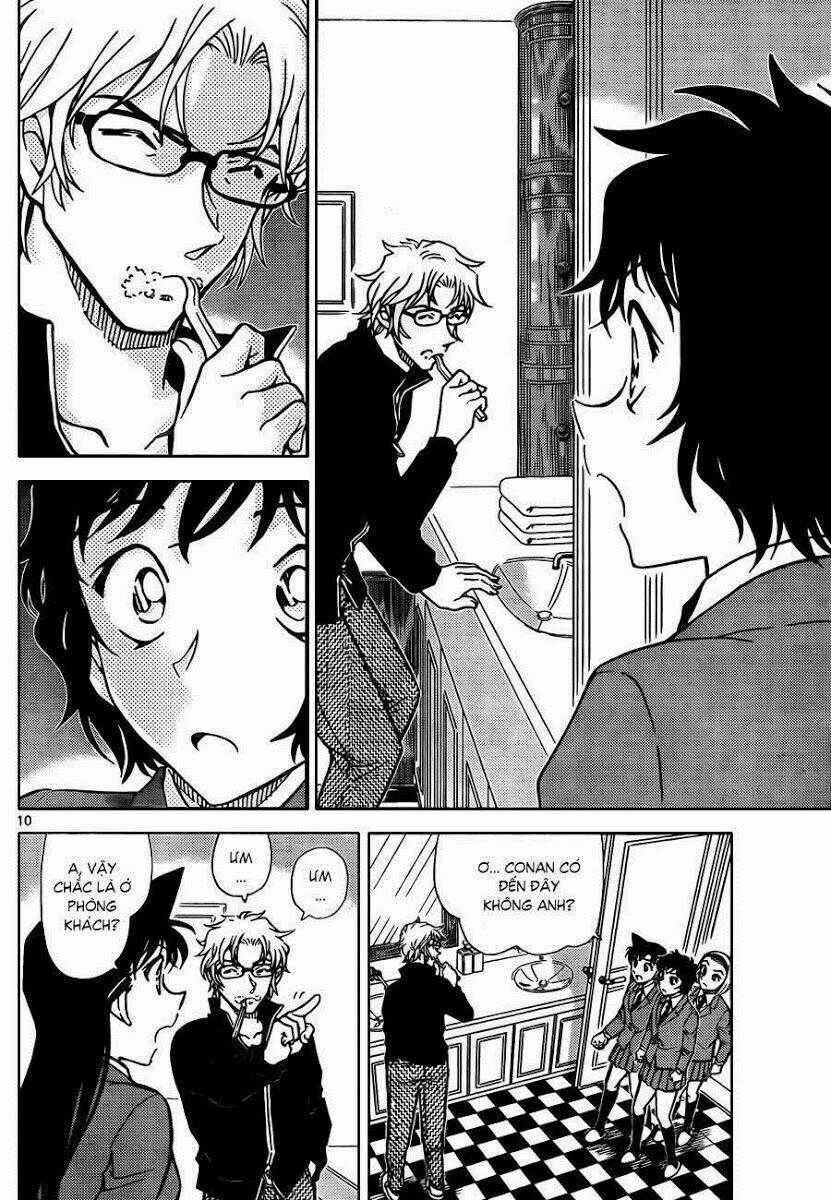 10
Ơ... CONAN CÓ
ĐẾN ĐÂY
KHÔNG ANH?
ƯM
...
ƯM
...
A, VẬY
CHẮC LÀ Ở
PHÒNG
KHÁCH?